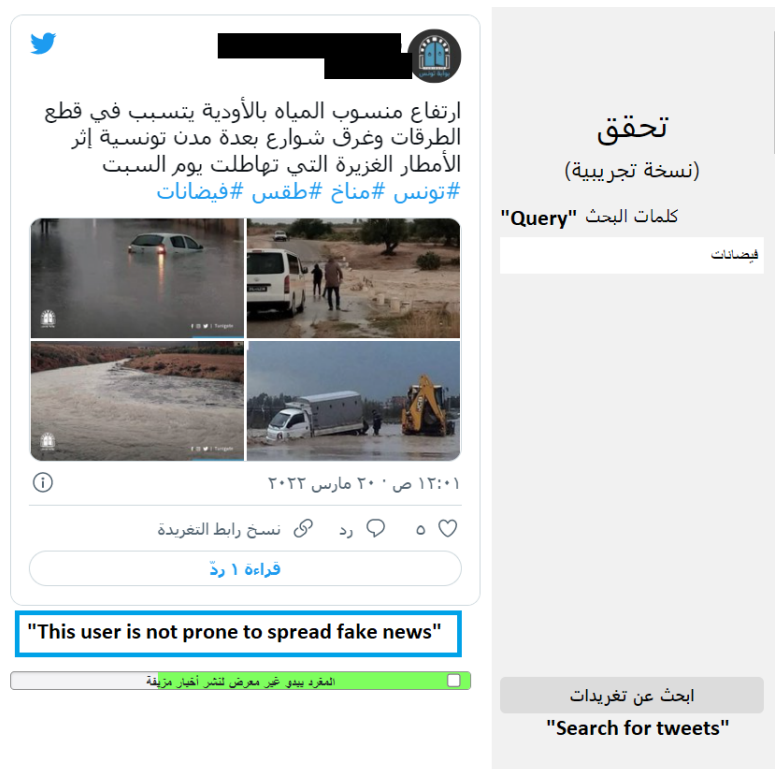 ارتفاع منسوب المياه بالأودية يتسبب في قطع
الطرقات وغرق شوارع بعدة مدن تونسية إثر
الأمطار الغزيرة التي تهاطلت يوم السبت
#تونس #مناخ #طقس #فيضانات
١٢:٠١ ص · ٢٠ مارس ٢٠٢٢
٥ رد نسخ رابط التغريدة
قراءة ١ ردّ
"This user is not prone to spread fake news"
المغرد يبدو غير معرض لنشر أخبار مزيفة
تحقق
(نسخة تجريبية)
كلمات البحث "Query"
فيضانات
ابحث عن تغريدات
"Search for tweets"